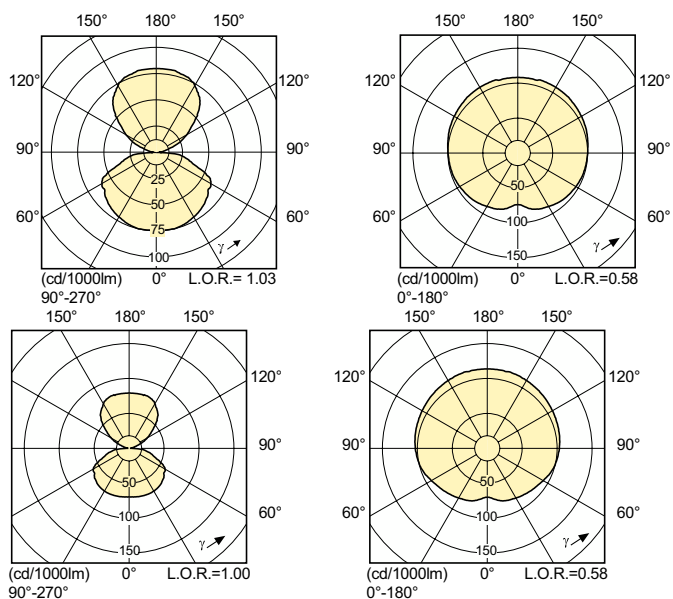 150° 180° 150°
120° 120°
90° 90°
60° 60°
25
50
75
100
γ
(cd/1000lm) 0° L.O.R.= 1.03
90°-270°
150° 180° 150°
120° 120°
90° 90°
60° 60°
50
100
150
γ
(cd/1000lm) 0° L.O.R.=0.58
0°-180°
150° 180° 150°
120°
90°
60°
50
100
150
γ
(cd/1000lm) 0° L.O.R.=1.00
90°-270°
150° 180° 150°
120° 120°
90° 90°
60° 60°
50
100
150
γ
(cd/1000lm) 0° L.O.R.=0.58
0°-180°